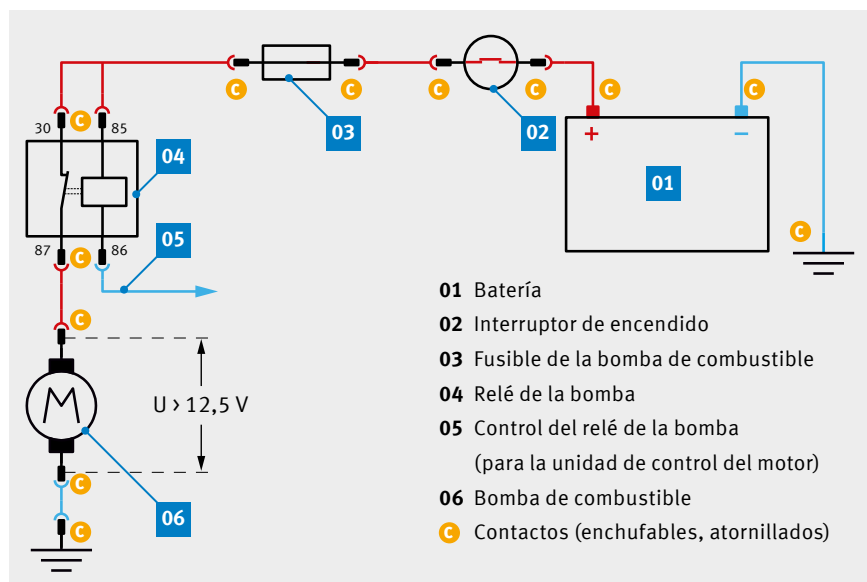 C
C
C
C
C
C
03
02
+
−
30
C
85
04
01
87
C
86
05
C
C
M
U > 12,5 V
C
C
06
01 Batería
02 Interruptor de encendido
03 Fusible de la bomba de combustible
04 Relé de la bomba
05 Control del relé de la bomba
(para la unidad de control del motor)
06 Bomba de combustible
C Contactos (enchufables, atornillados)